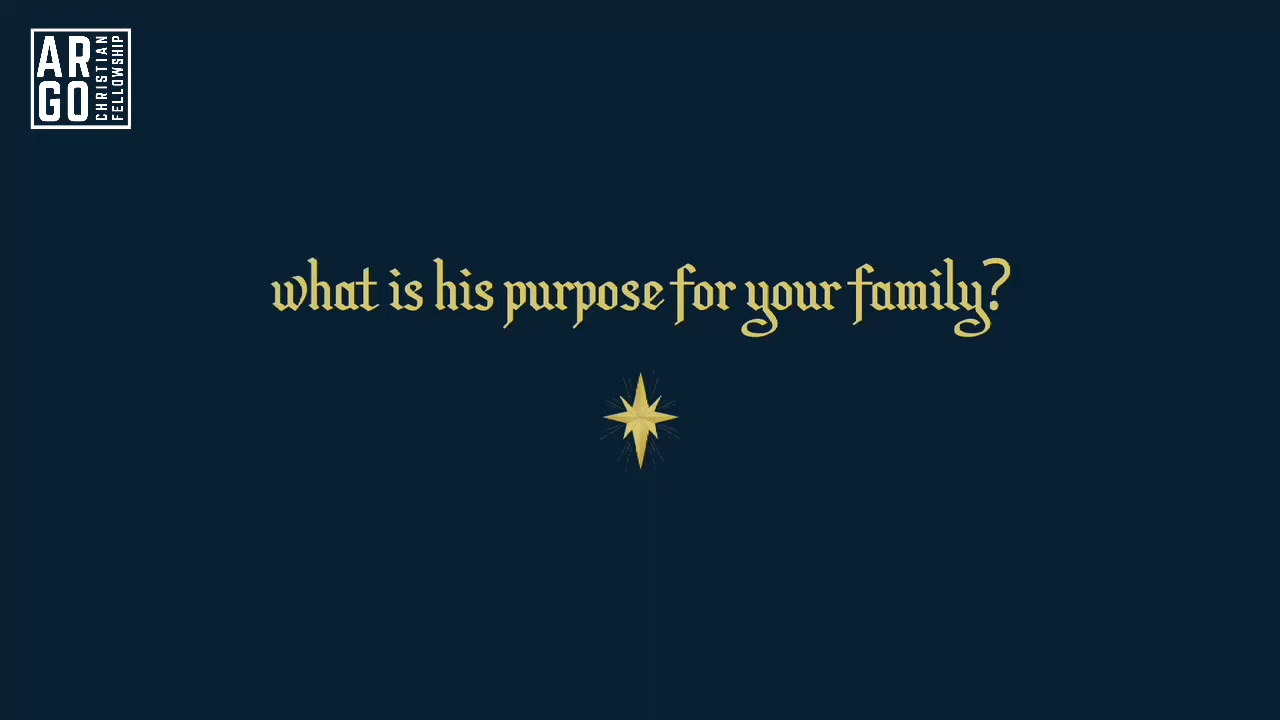 AR
GO
CHRISTIAN
FELLOWSHIP
what is his purpose for your family?